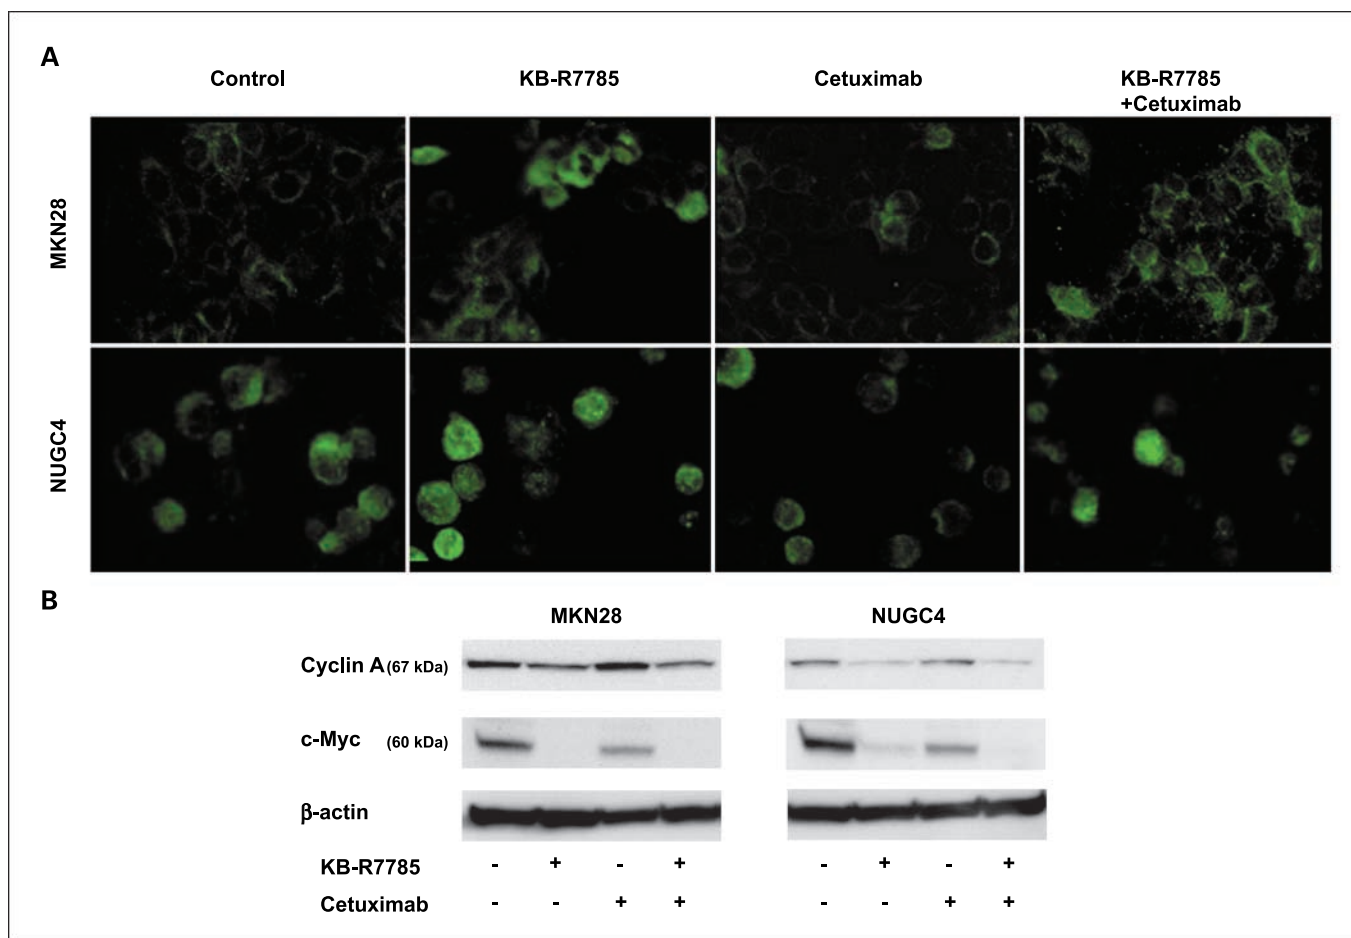 A
Control KB-R7785 Cetuximab KB-R7785
+Cetuximab
MKN28
NUGC4
B
MKN28 NUGC4
Cyclin A (67 kDa)
c-Myc (60 kDa)
β-actin
KB-R7785 - + - + - + - +
Cetuximab - - + + - - + +